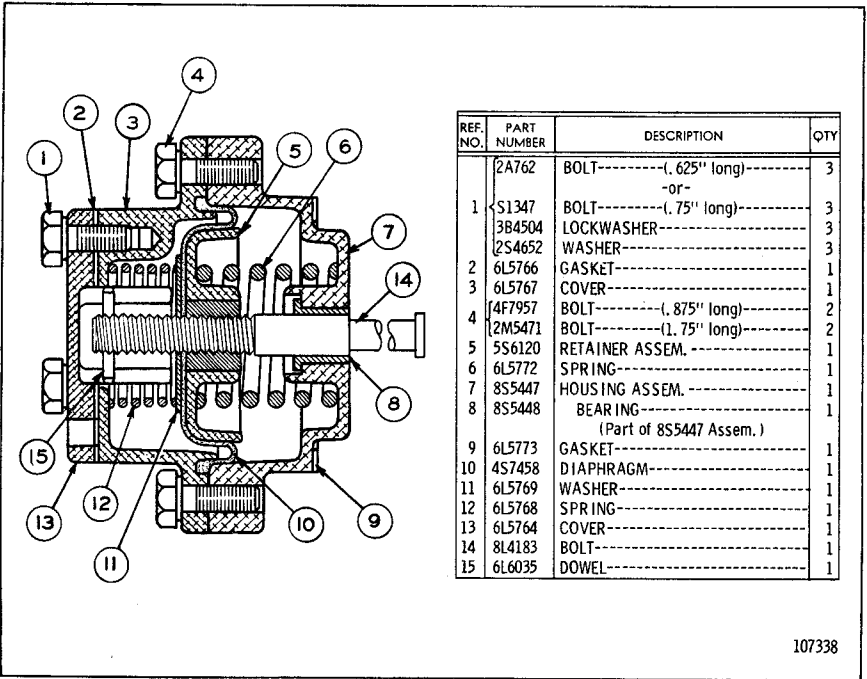 4
2
3
1
5
6
7
14
8
15
12
13
10
9
11
REF. NO. PART NUMBER DESCRIPTION QTY
2A762 BOLT---------(.625" long)---------- 3
-or-
1 S1347 BOLT---------(.75" long)---------- 3
3B4504 LOCKWASHER---------------------- 3
2S4652 WASHER---------------------------- 3
2 6L5766 GASKET---------------------------- 1
3 6L5767 COVER----------------------------- 1
4 4F7957 BOLT---------(.875" long)---------- 2
2M5471 BOLT---------(1.75" long)---------- 2
5 5S6120 RETAINER ASSEM. ----------------- 1
6 6L5772 SPRING---------------------------- 1
7 8S5447 HOUSING ASSEM. ------------------ 1
8 8S5448 BEARING------------------------- 1
(Part of 8S5447 Assem.)
9 6L5773 GASKET---------------------------- 1
10 4S7458 DIAPHRAGM------------------------ 1
11 6L5769 WASHER---------------------------- 1
12 6L5768 SPRING---------------------------- 1
13 6L5764 COVER----------------------------- 1
14 8L4183 BOLT------------------------------- 1
15 6L6035 DOWEL----------------------------- 1
107338